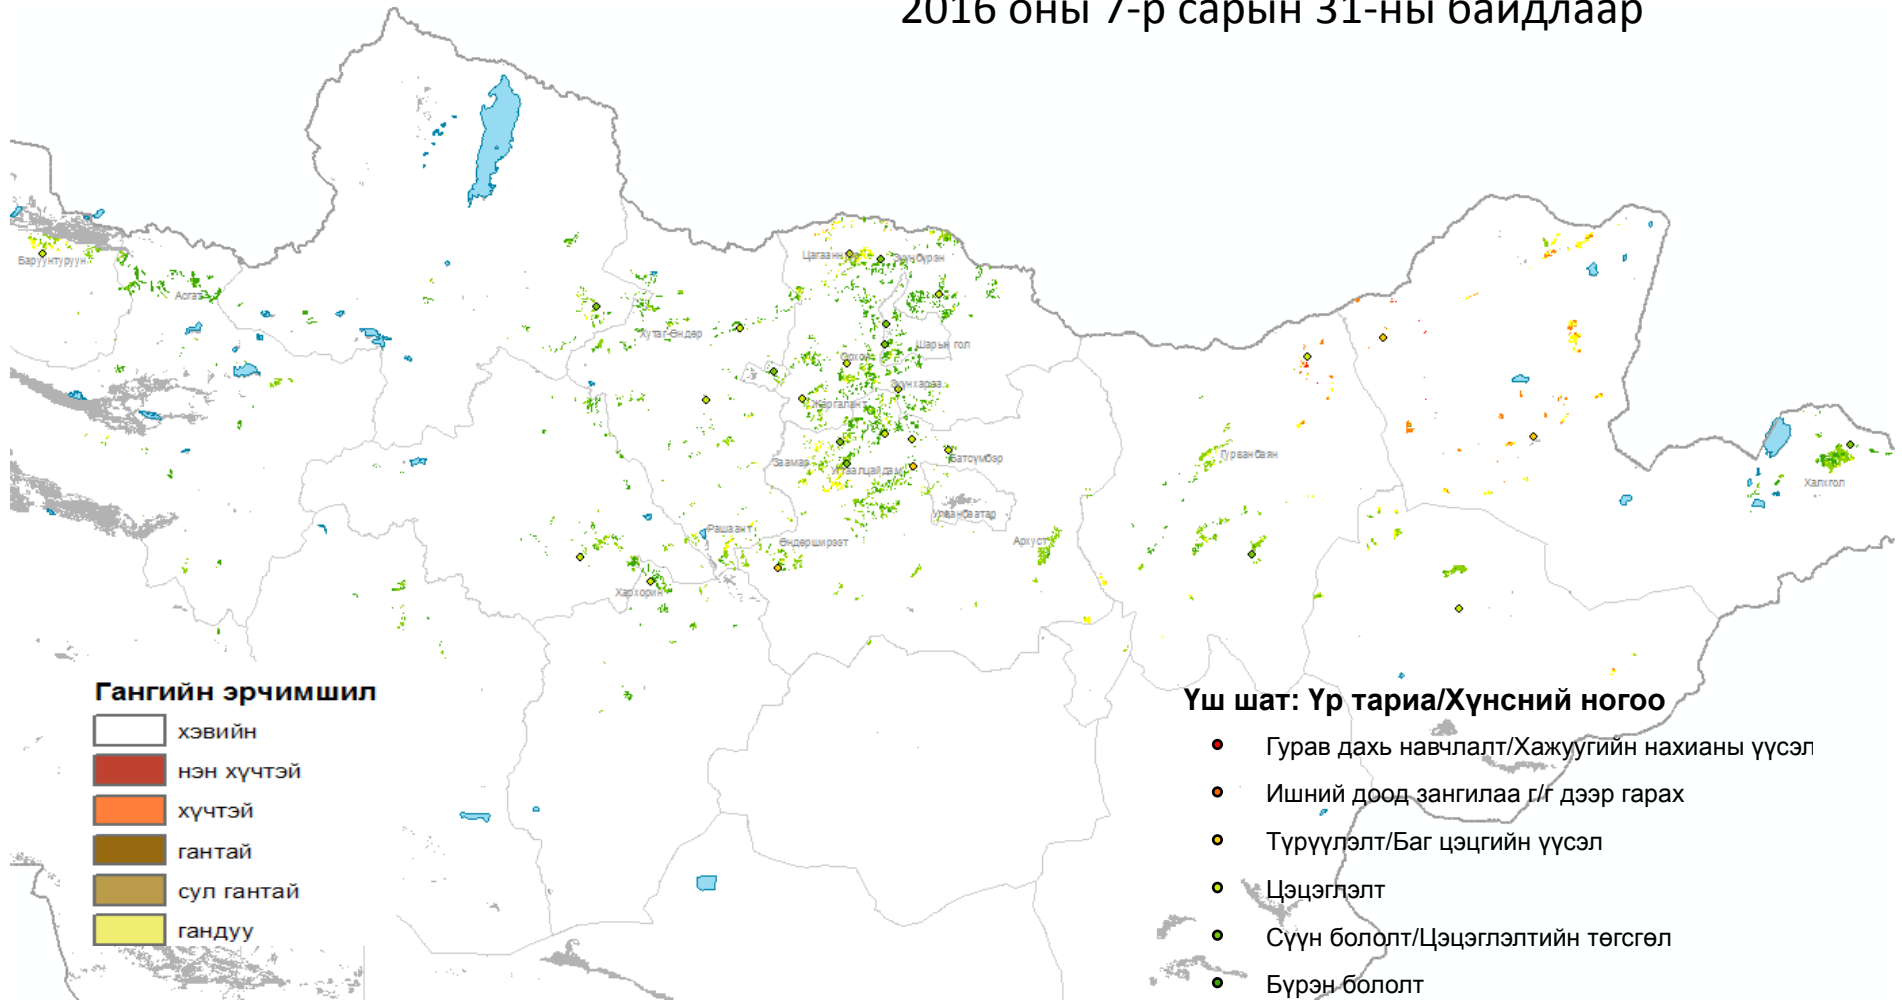 2016 оны 7-р сарын 31-ны байдлаар
Баруунтуруун
Асгат
Цагааннуур
Зүүнбүрэн
Хутаг-Өндөр
Шарын гол
Орхон
Зүүнхараа
Жаргалант
Заамар
Угтаалцайдам
Батсүмбэр
Улаанбаатар
Рашаант
Өндөрширээт
Архуст
Хархорин
Гурванбаян
Халхгол
Гангийн эрчимшил
хэвийн
нэн хүчтэй
хүчтэй
гантай
сул гантай
гандуу
Үш шат: Үр тариа/Хүнсний ногоо
Гурав дахь навчлалт/Хажуугийн нахианы үүсэл
Ишний доод зангилаа г/г дээр гарах
Түрүүлэлт/Баг цэцгийн үүсэл
Цэцэглэлт
Сүүн бололт/Цэцэглэлтийн төгсгөл
Бүрэн бололт